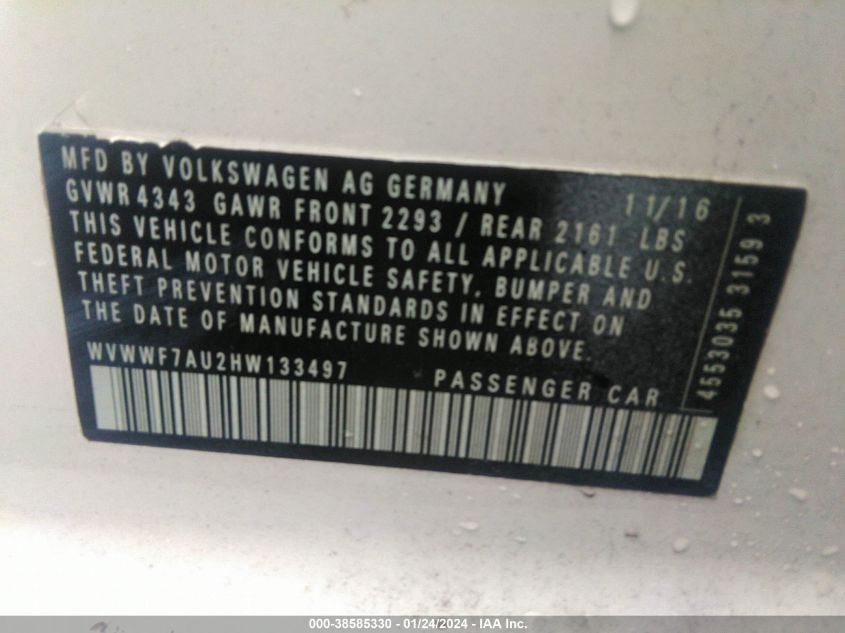 MFD BY VOLKSWAGEN AG GERMANY 11/16
GVWR 4343 GAWR FRONT 2293 / REAR 2161 LBS
THIS VEHICLE CONFORMS TO ALL APPLICABLE U.S.
FEDERAL MOTOR VEHICLE SAFETY, BUMPER AND
THEFT PREVENTION STANDARDS IN EFFECT ON
THE DATE OF MANUFACTURE SHOWN ABOVE.
WVWWF7AU2HW133497 PASSENGER CAR
4553035 3159 3
000-38585330 - 01/24/2024 - IAA Inc.